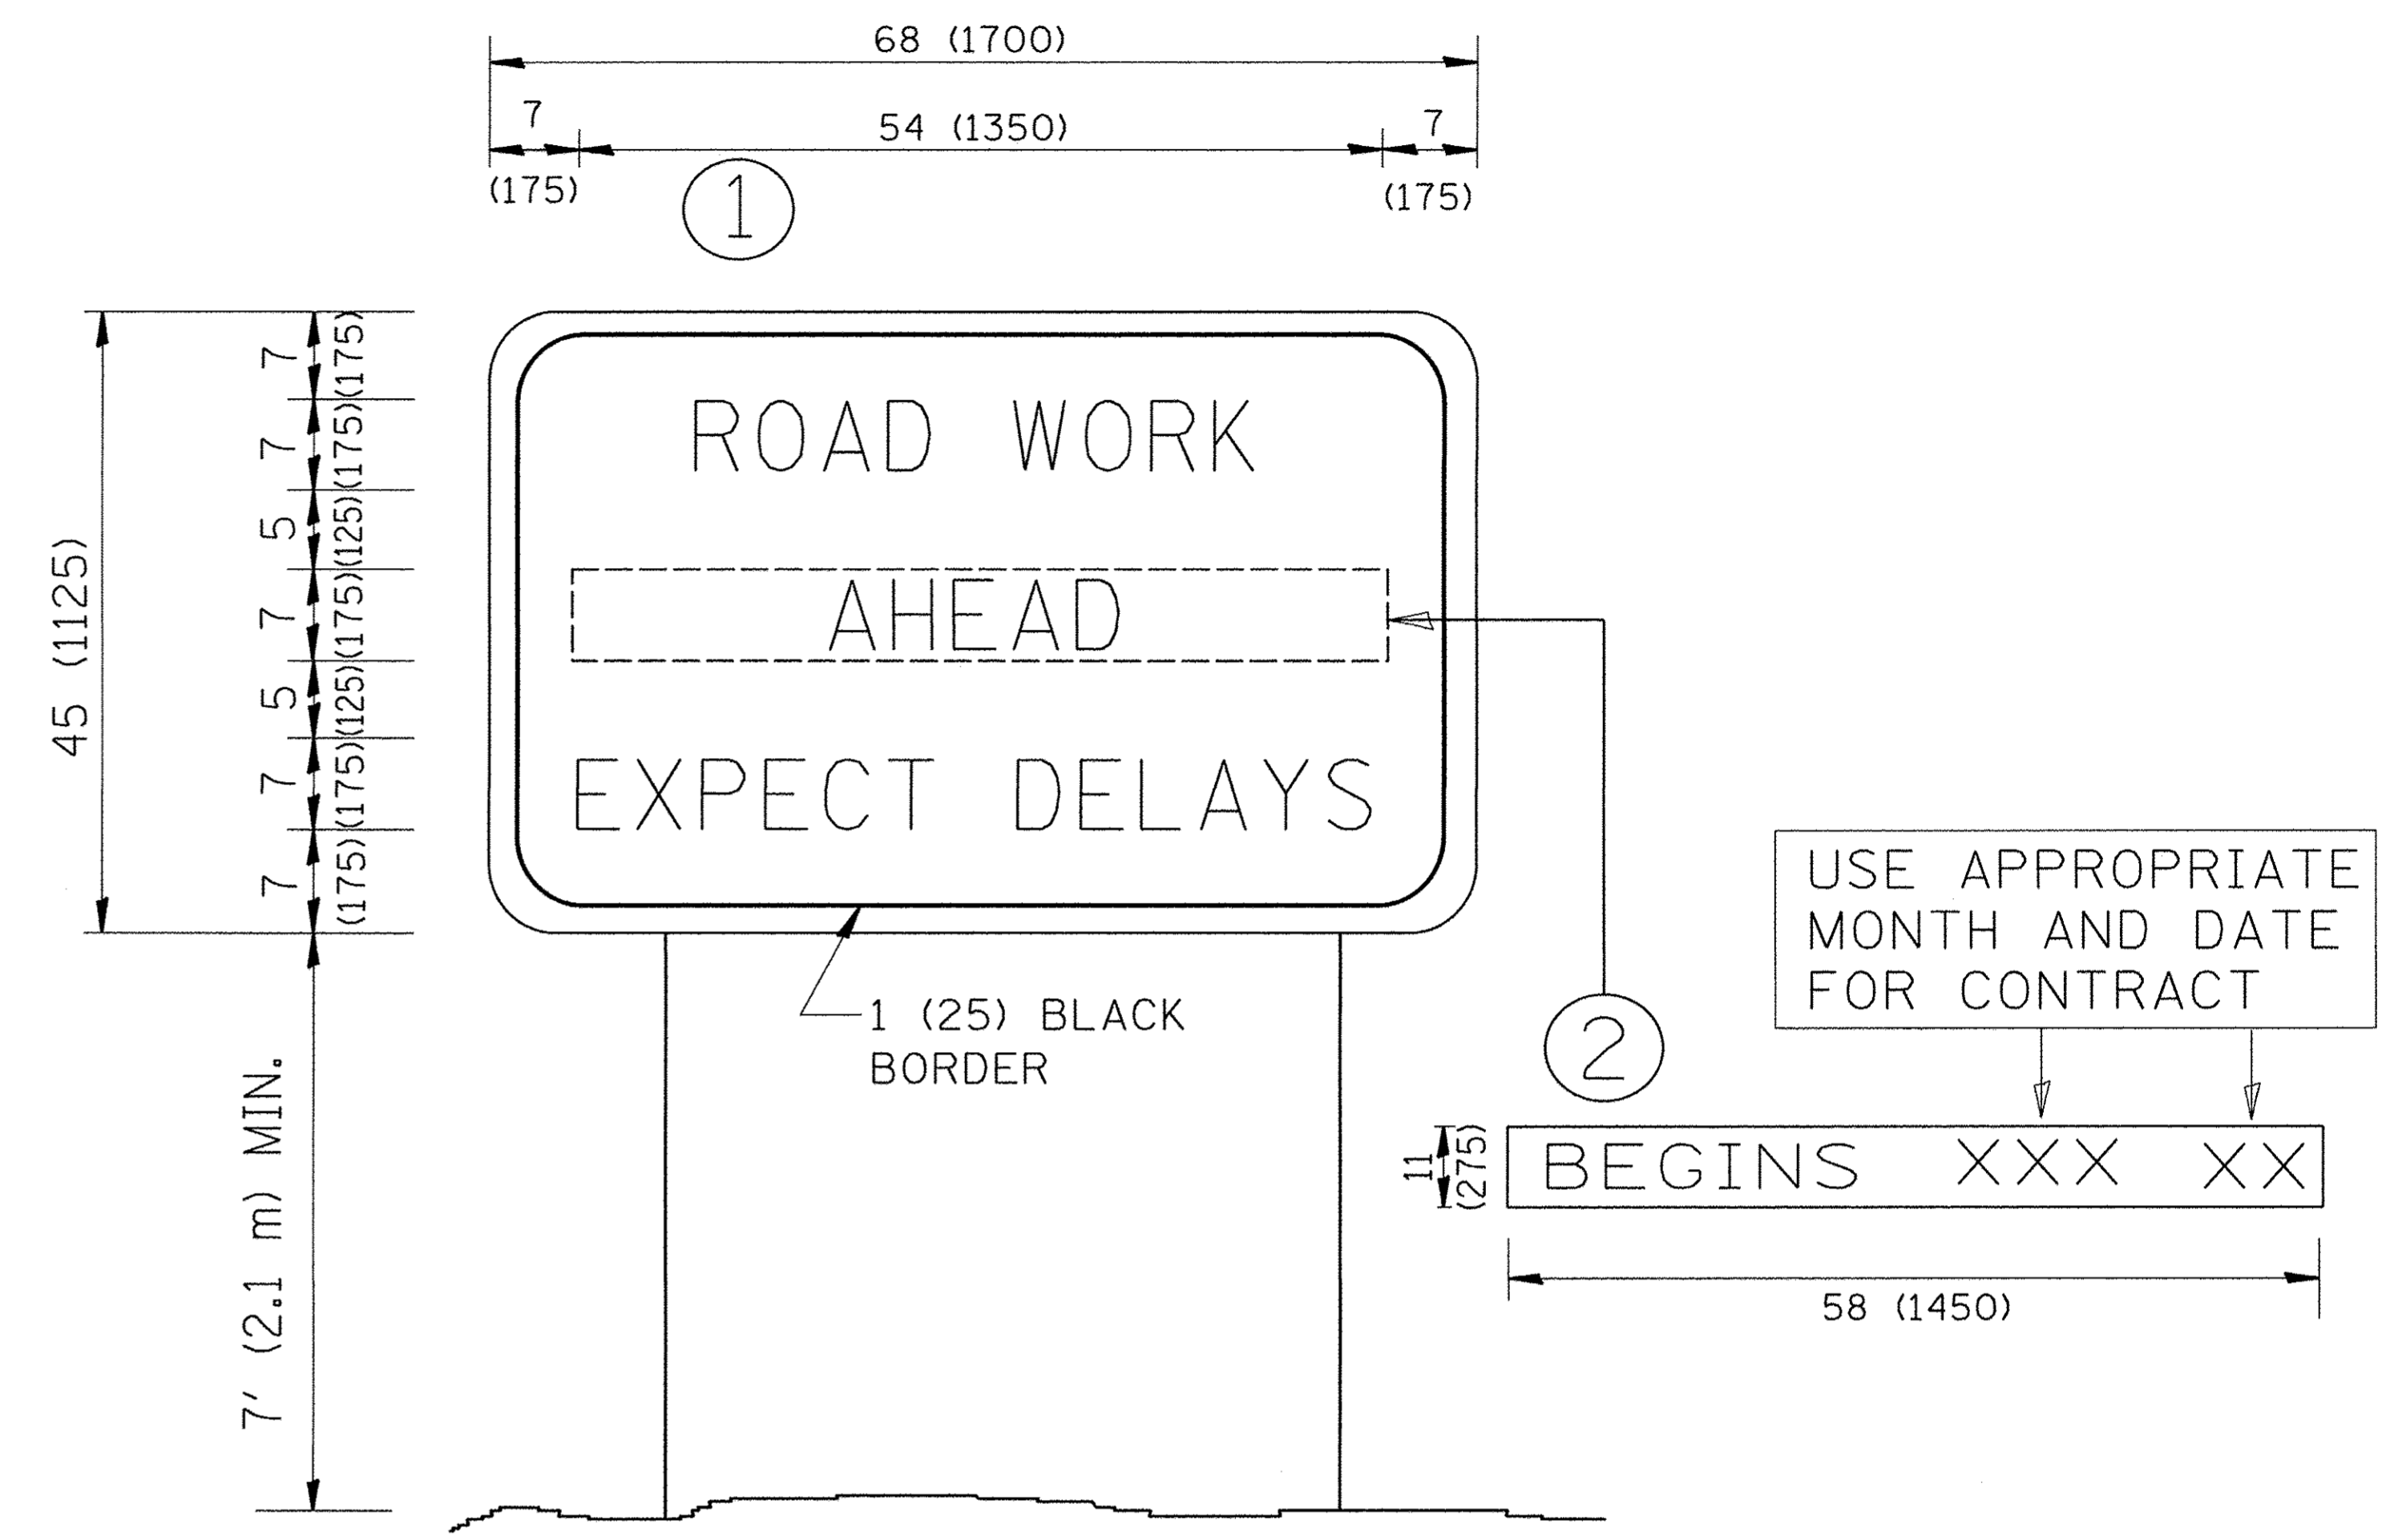 68 (1700)
7
54 (1350)
7
(175)
(175)
1
45 (1125)
7
(175)
7
(175)
5
(125)
7
(175)
5
(125)
7
(175)
7
(175)
ROAD WORK
AHEAD
EXPECT DELAYS
1 (25) BLACK
BORDER
7' (2.1 m) MIN.
2
USE APPROPRIATE
MONTH AND DATE
FOR CONTRACT
11
(275)
BEGINS XXX XX
58 (1450)